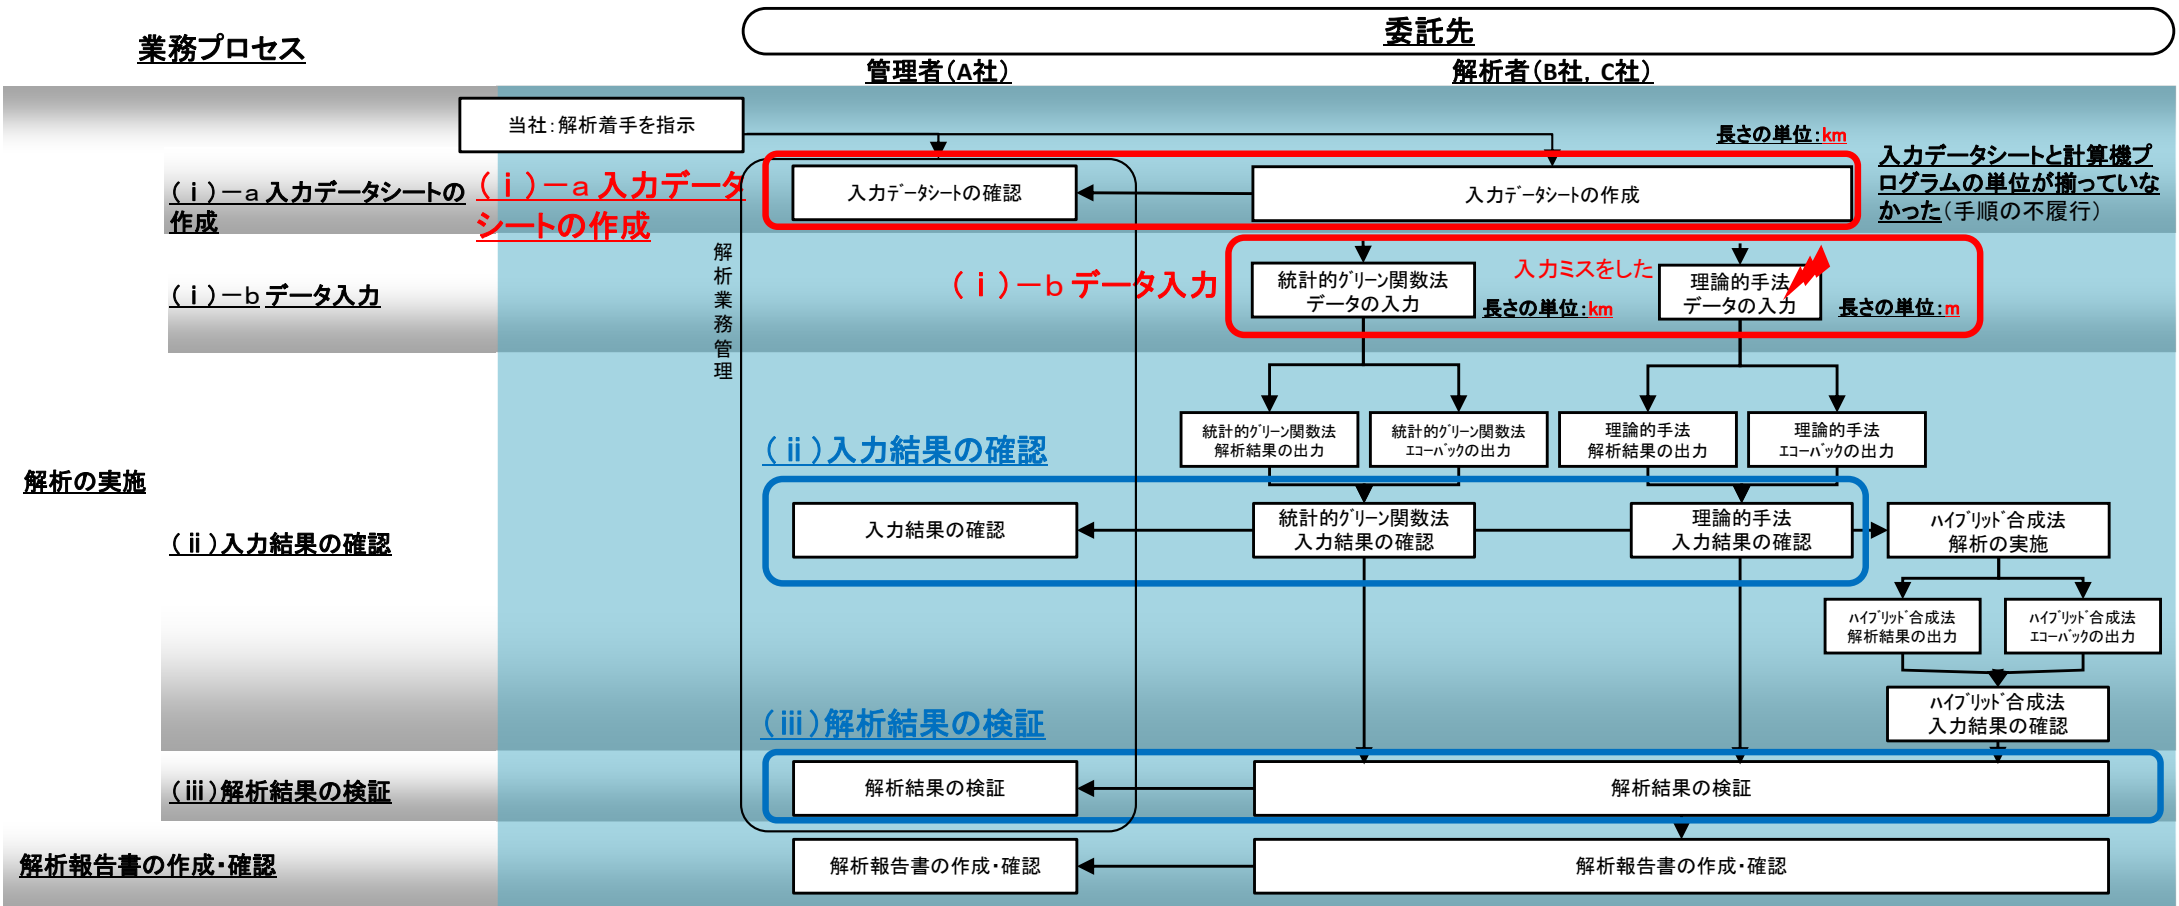 業務プロセス
委託先
管理者(A社)
解析者(B社, C社)
当社:解析着手を指示
長さの単位:km
入力データシートと計算機プ
ログラムの単位が揃っていな
かった(手順の不履行)
(ⅰ)-a 入力データシートの
作成
(ⅰ)-a 入力データ
シートの作成
入力データシートの確認
入力データシートの作成
解析業務管理
(ⅰ)-b データ入力
(ⅰ)-b データ入力
統計的グリーン関数法
データの入力
長さの単位:km
入力ミスをした
理論的手法
データの入力
長さの単位:m
統計的グリーン関数法
解析結果の出力
統計的グリーン関数法
エコーバックの出力
理論的手法
解析結果の出力
理論的手法
エコーバックの出力
解析の実施
(ⅱ)入力結果の確認
(ⅱ)入力結果の確認
入力結果の確認
統計的グリーン関数法
入力結果の確認
理論的手法
入力結果の確認
ハイブリッド合成法
解析の実施
ハイブリッド合成法
解析結果の出力
ハイブリッド合成法
エコーバックの出力
ハイブリッド合成法
入力結果の確認
(ⅲ)解析結果の検証
(ⅲ)解析結果の検証
解析結果の検証
解析結果の検証
解析報告書の作成・確認
解析報告書の作成・確認
解析報告書の作成・確認